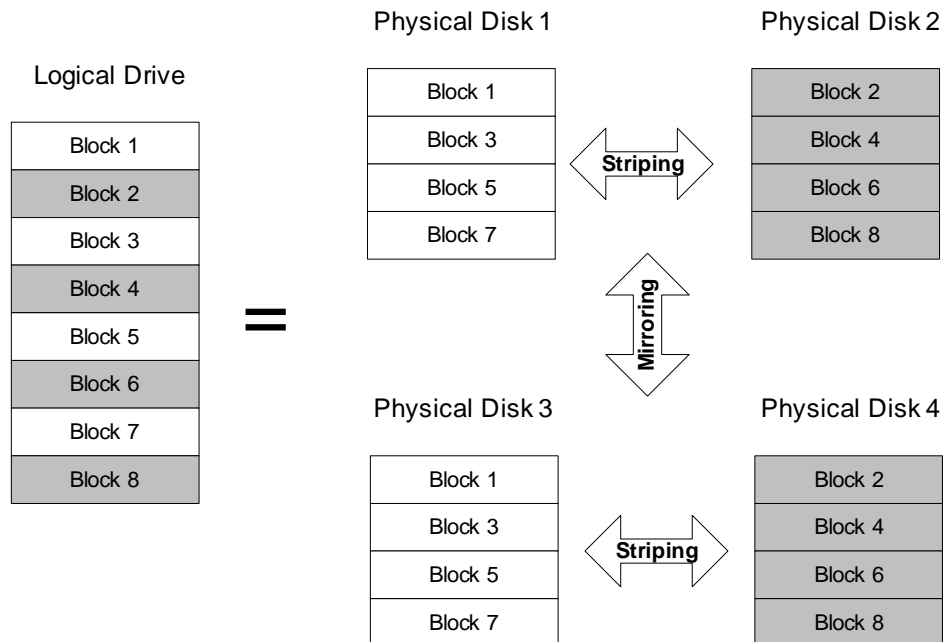 Logical Drive
Block 1
Block 2
Block 3
Block 4
Block 5
Block 6
Block 7
Block 8
=
Physical Disk 1
Block 1
Block 3
Block 5
Block 7
Striping
Physical Disk 2
Block 2
Block 4
Block 6
Block 8
Mirroring
Physical Disk 3
Block 1
Block 3
Block 5
Block 7
Striping
Physical Disk 4
Block 2
Block 4
Block 6
Block 8